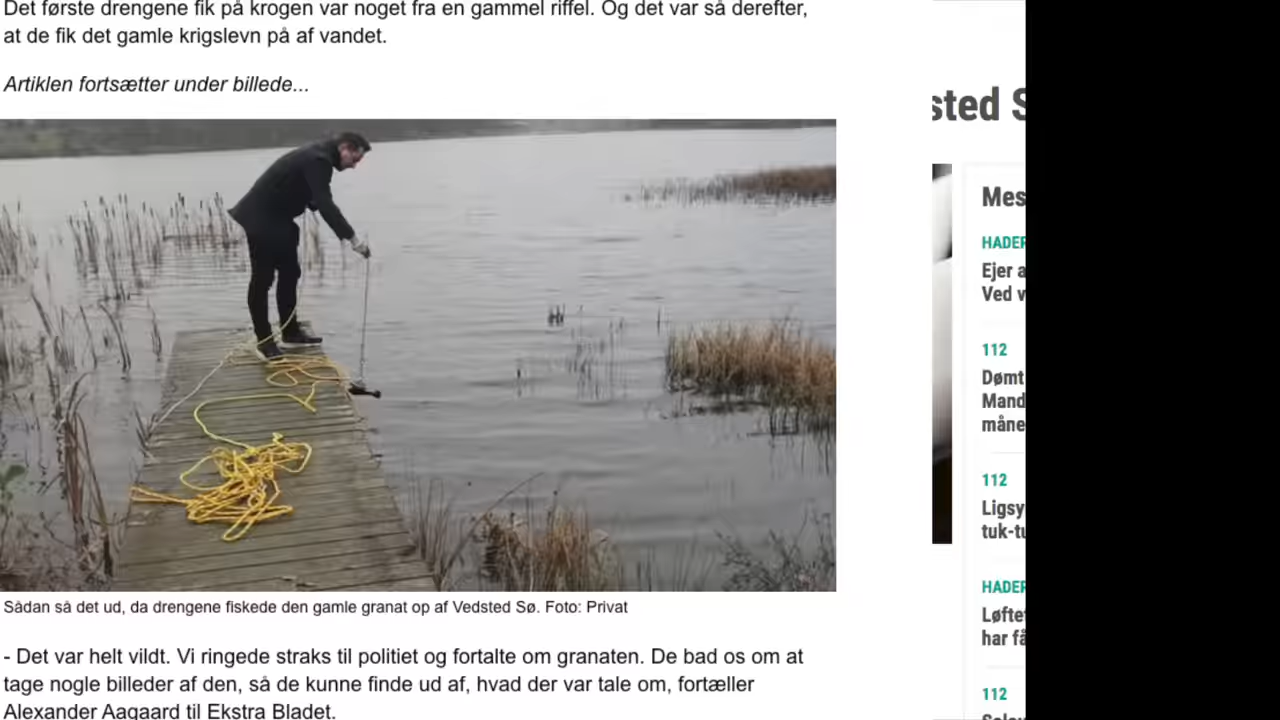 Det første drengene fik på krogen var noget fra en gammel riffel. Og det var så derefter,
at de fik det gamle krigslevn på af vandet.
Artiklen fortsætter under billede...
Sådan så det ud, da drengene fiskede den gamle granat op af Vedsted Sø. Foto: Privat
- Det var helt vildt. Vi ringede straks til politiet og fortalte om granaten. De bad os om at
tage nogle billeder af den, så de kunne finde ud af, hvad der var tale om, fortæller
Alexander Aagaard til Ekstra Bladet.
sted S
Mes
HADER
Ejer a
Ved v
112
Dømt
Mand
måne
112
Ligsy
tuk-tu
HADER
Løftet
har få
112